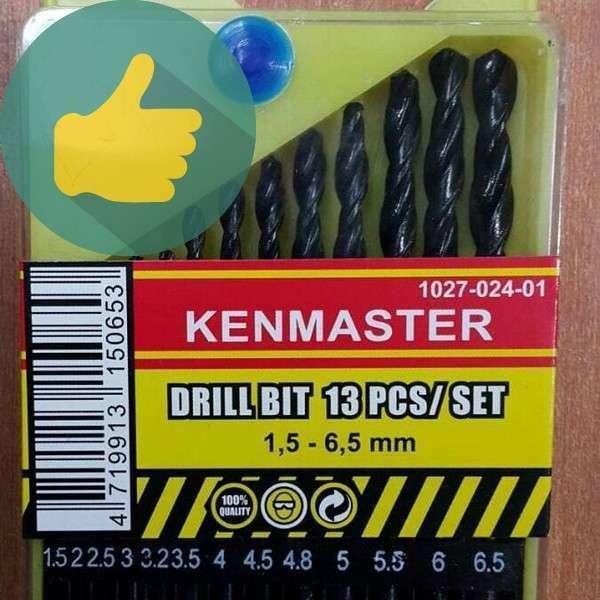 1027-024-01
KENMASTER
DRILL BIT 13 PCS/ SET
1,5 - 6,5 mm
4 719913 150653
100%
QUALITY
1.5 2 2.5 3 3.2 3.5 4 4.5 4.8 5 5.5 6 6.5